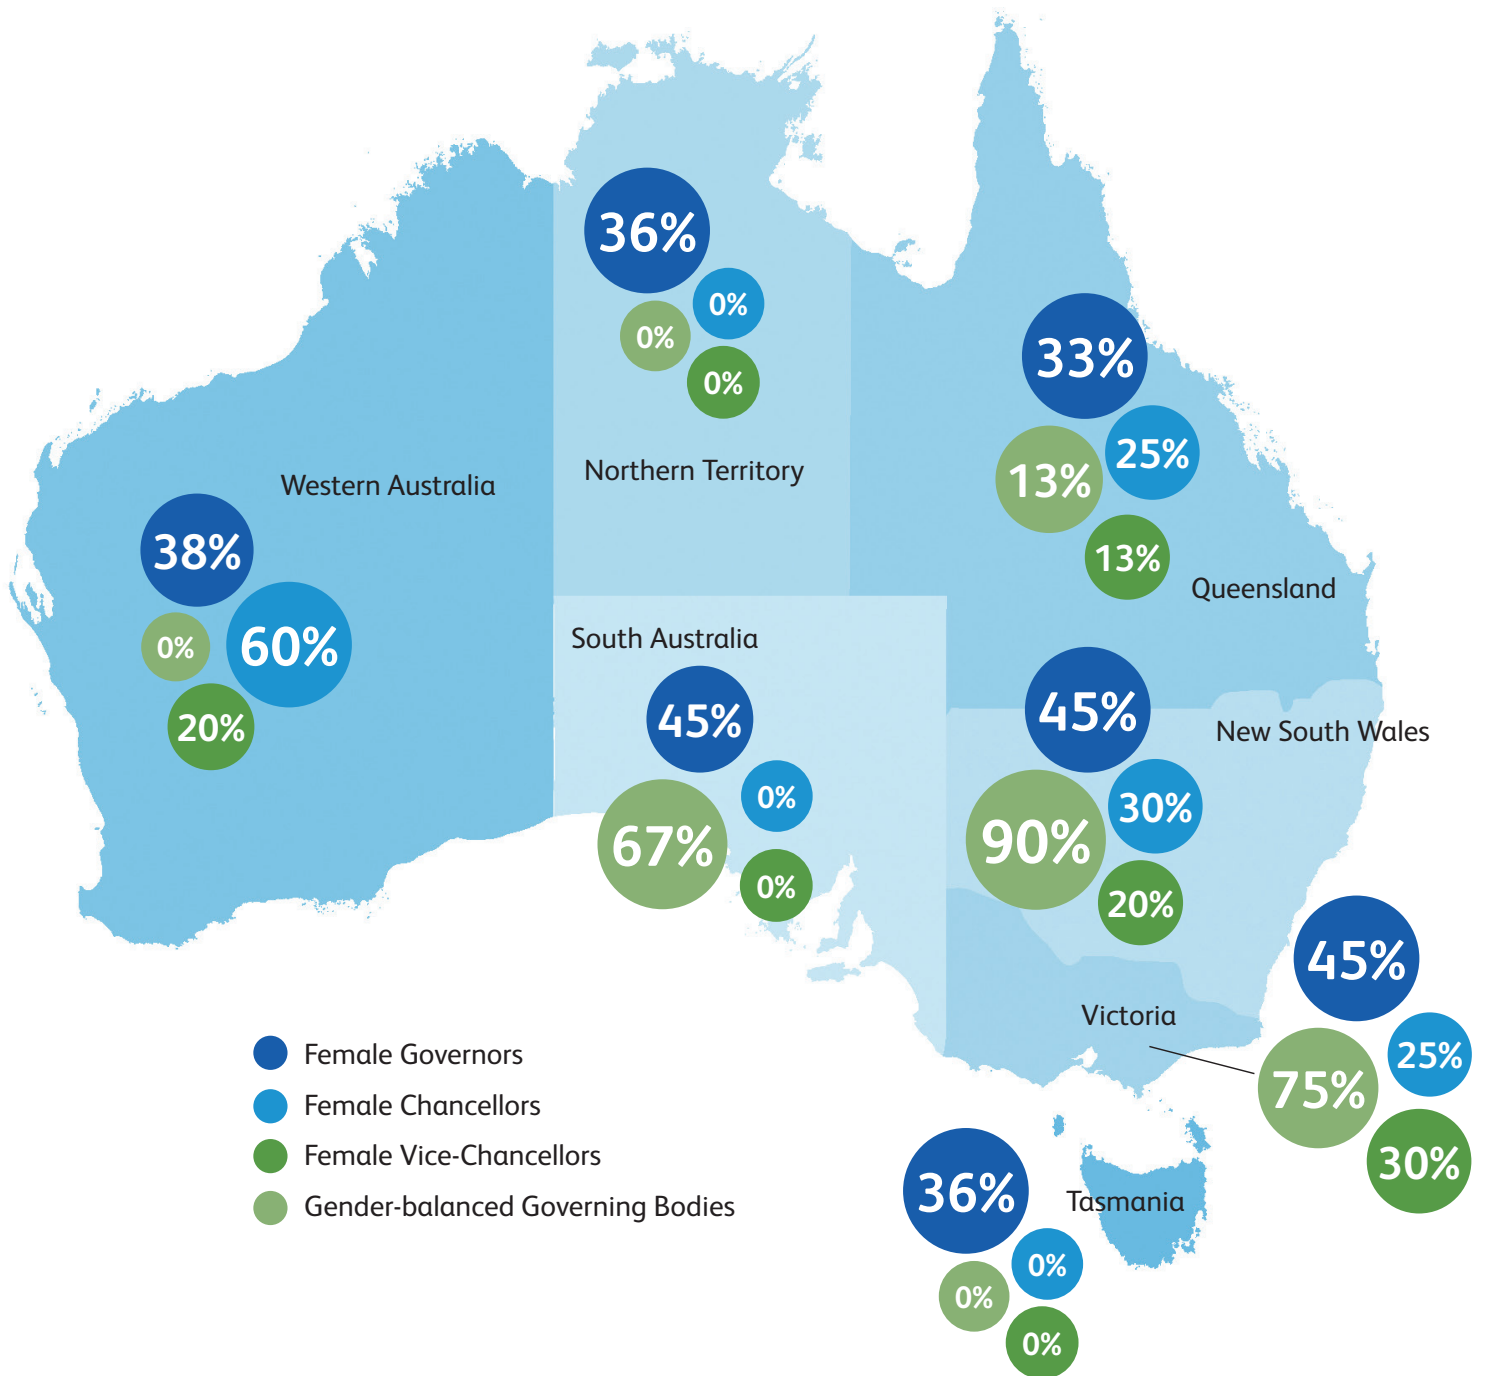 36%
0%
0%
0%
Northern Territory
33%
25%
13%
13%
Queensland
Western Australia
38%
0%
60%
20%
South Australia
45%
0%
67%
0%
45%
New South Wales
30%
90%
20%
Victoria
45%
25%
75%
30%
Female Governors
Female Chancellors
Female Vice-Chancellors
Gender-balanced Governing Bodies
36%
Tasmania
0%
0%
0%